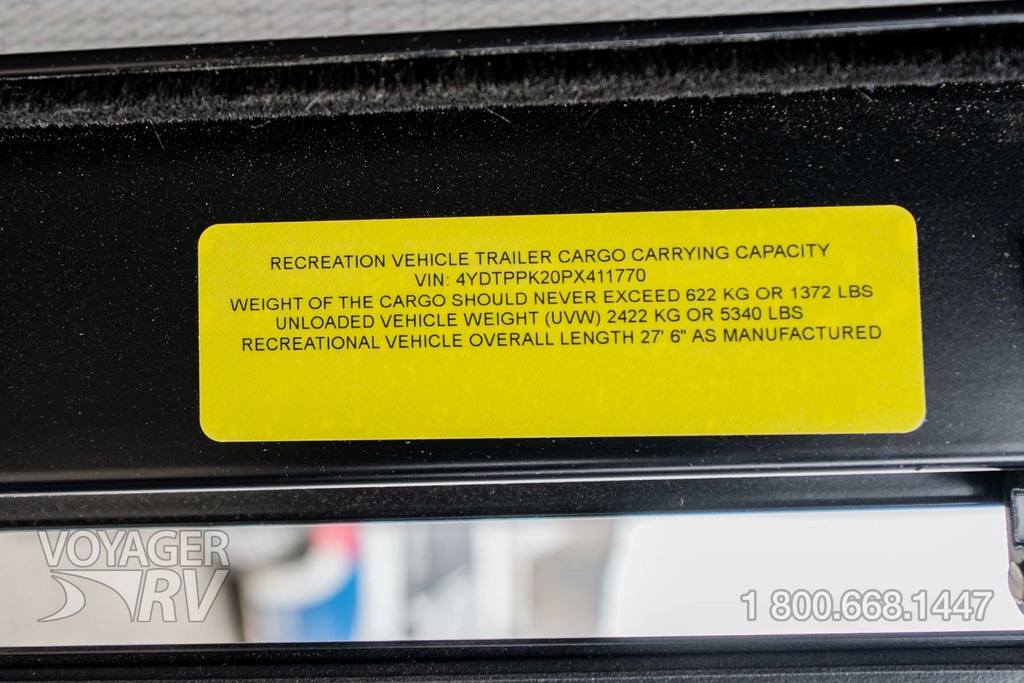 RECREATION VEHICLE TRAILER CARGO CARRYING CAPACITY
VIN: 4YDTPPK20PX411770
WEIGHT OF THE CARGO SHOULD NEVER EXCEED 622 KG OR 1372 LBS
UNLOADED VEHICLE WEIGHT (UVW) 2422 KG OR 5340 LBS
RECREATIONAL VEHICLE OVERALL LENGTH 27' 6" AS MANUFACTURED
VOYAGER
RV
1 800.668.1447